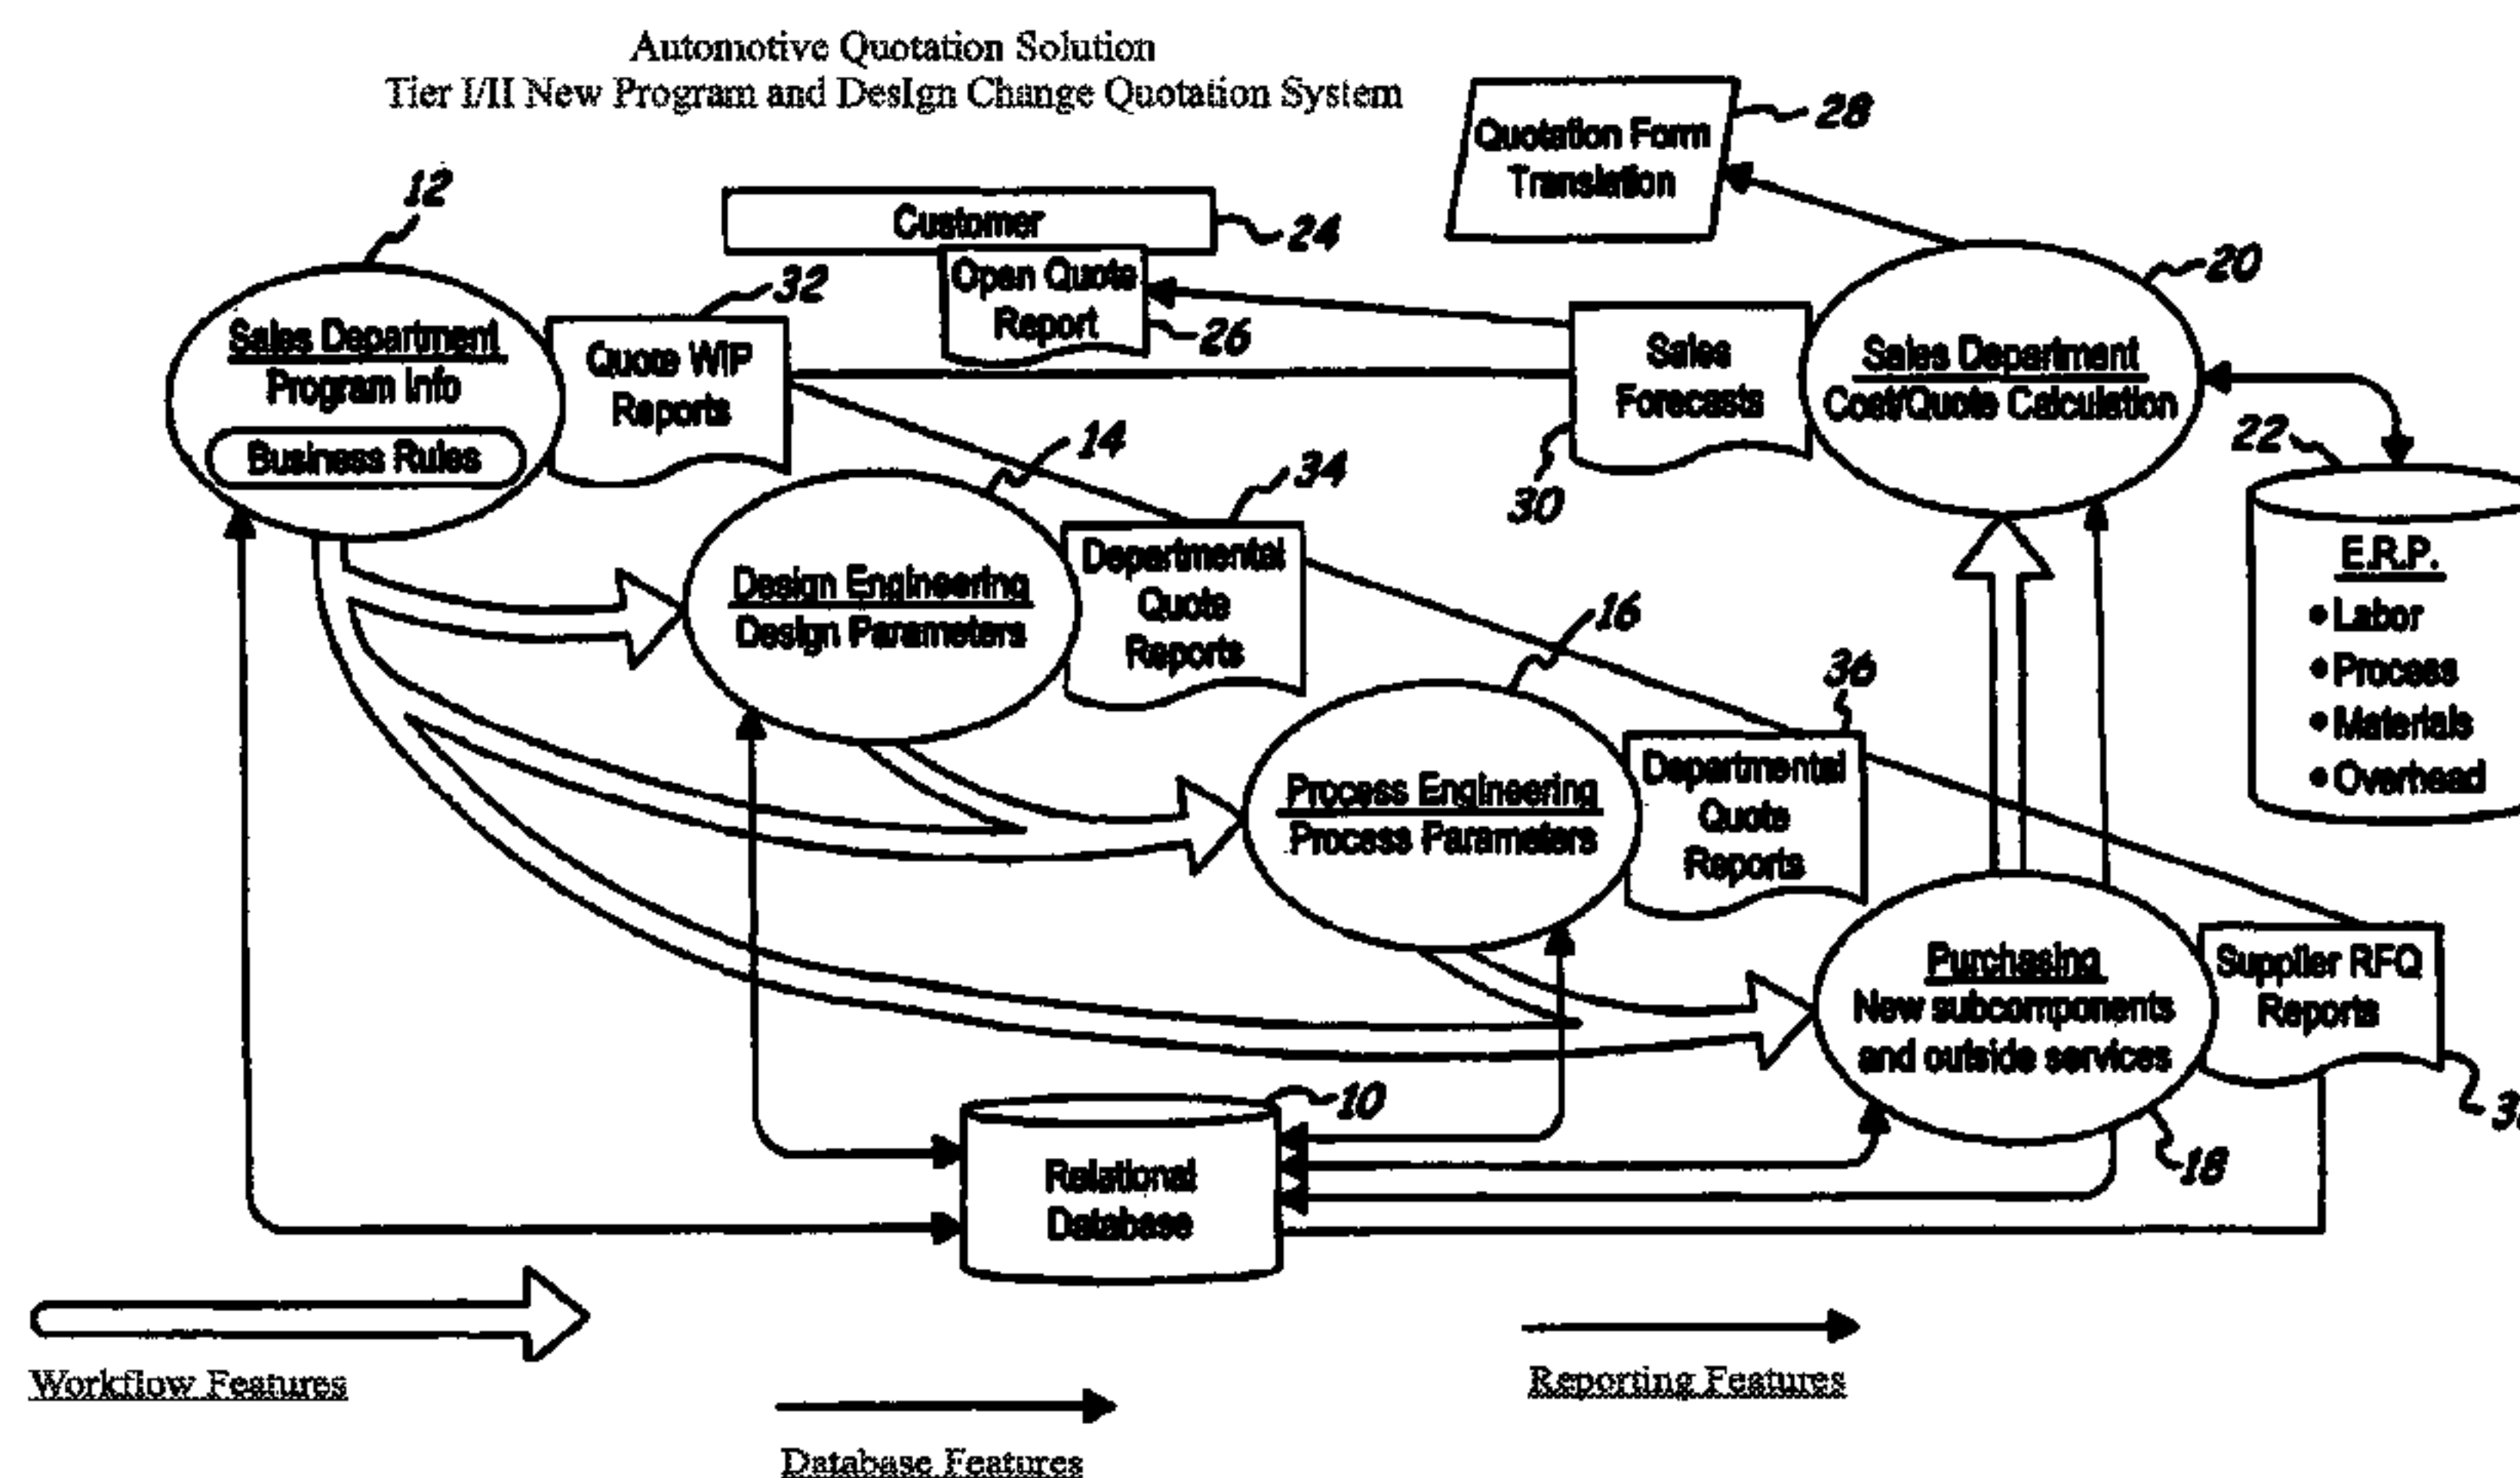 Automotive Quotation Solution
Tier I/II New Program and DesIgn Change Quotation System
28
Quotation Form
Translation
12
Customer
24
20
Open Quote
Report
26
32
Sales Department
Program Info
Business Rules
Quote WIP
Reports
Sales
Forecasts
30
Sales Department
Cost/Quote Calculation
22
14
34
E.R.P.
• Labor
• Process
• Materials
• Overhead
Design Engineering
Design Parameters
Departmental
Quote
Reports
16
36
Process Engineering
Process Parameters
Departmental
Quote
Reports
Purchasing
New subcomponents
and outside services
Supplier RFQ
Reports
18
10
Relational
Database
Workflow Features
Database Features
Reporting Features